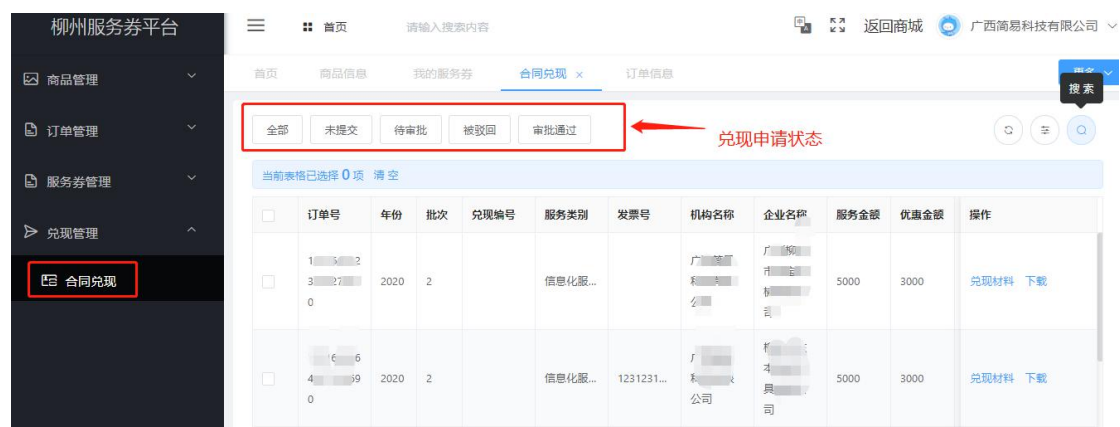 柳州服务券平台
首页
请输入搜索内容
返回商城
广西简易科技有限公司
商品管理
订单管理
服务券管理
兑现管理
合同兑现
首页 商品信息 我的服务券 合同兑现 × 订单信息
更多
搜索
全部 未提交 待审批 被驳回 审批通过
兑现申请状态
当前表格已选择 0 项 清空
订单号 年份 批次 兑现编号 服务类别 发票号 机构名称 企业名称 服务金额 优惠金额 操作
2020 2 信息化服... 5000 3000 兑现材料 下载
2020 2 信息化服... 1231231... 公司 司 5000 3000 兑现材料 下载